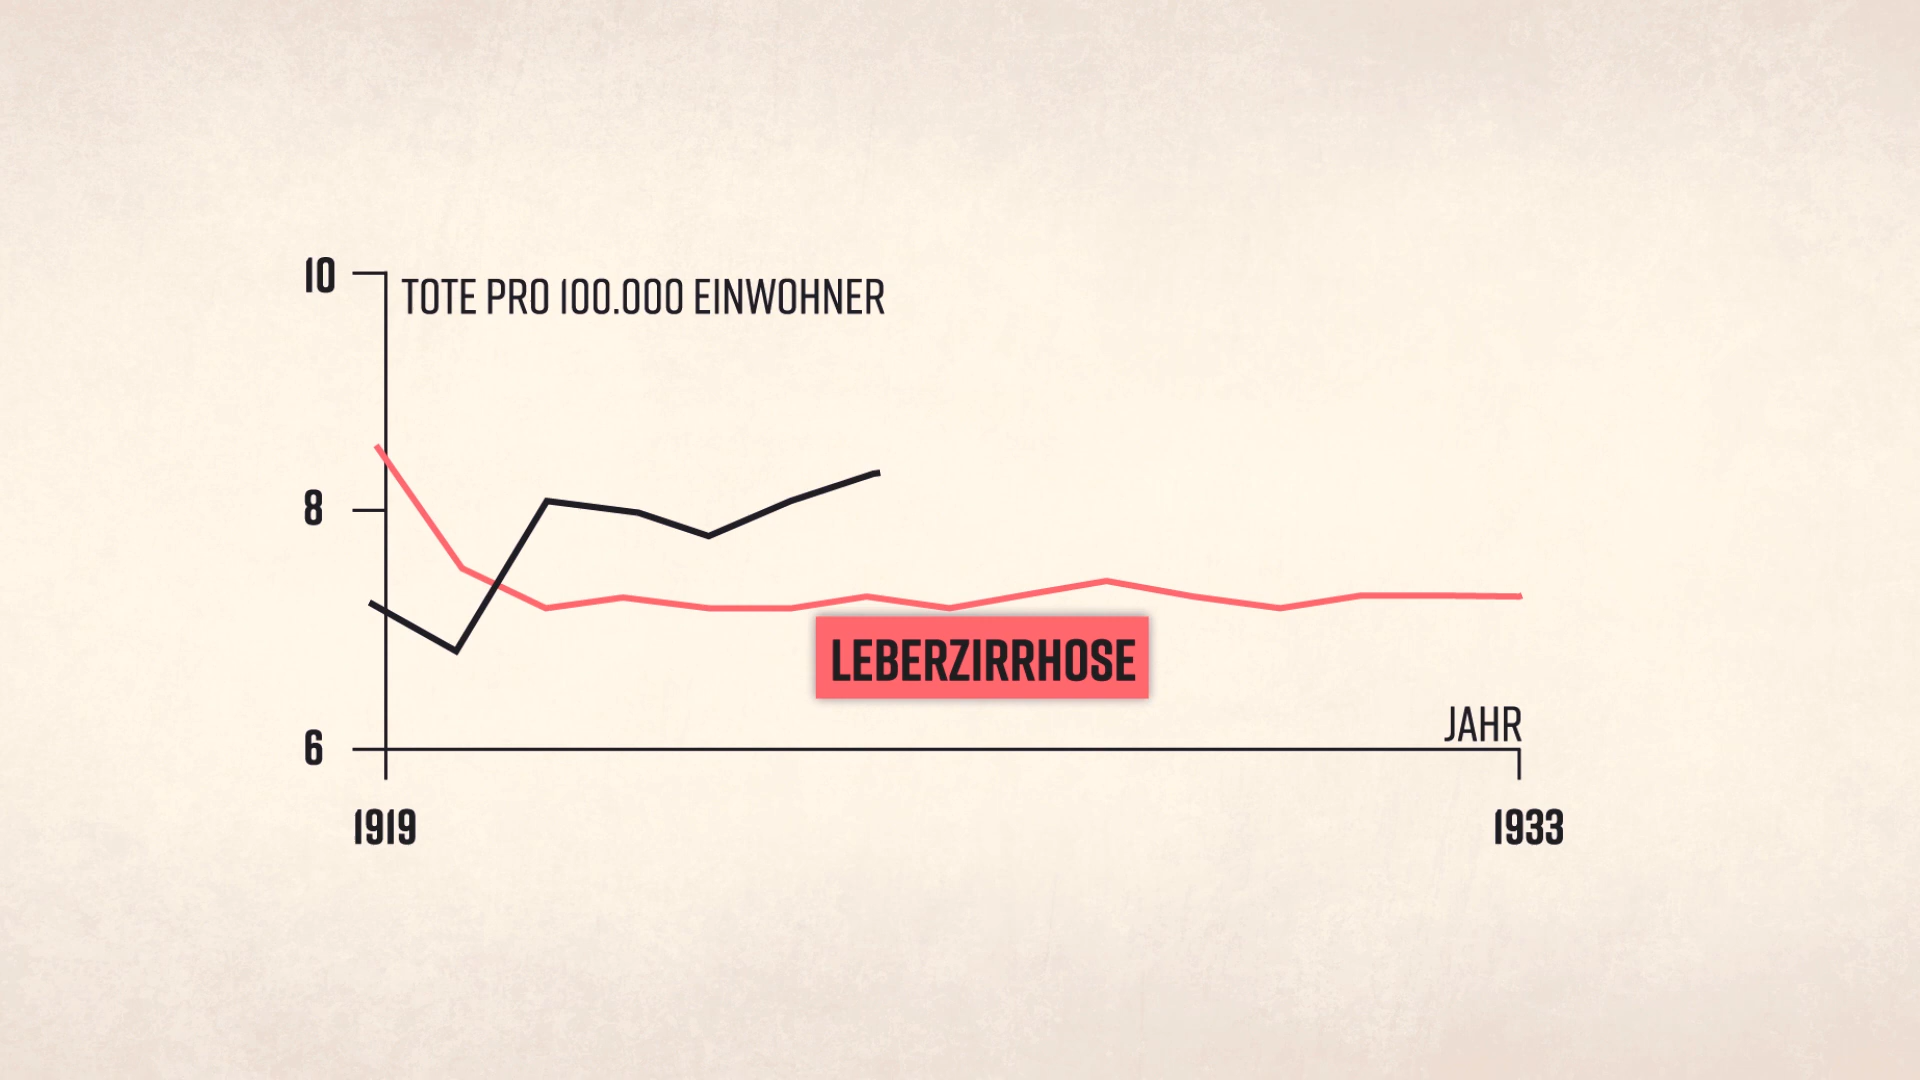 10
TOTE PRO 100.000 EINWOHNER
8
LEBERZIRRHOSE
JAHR
6
1919
1933